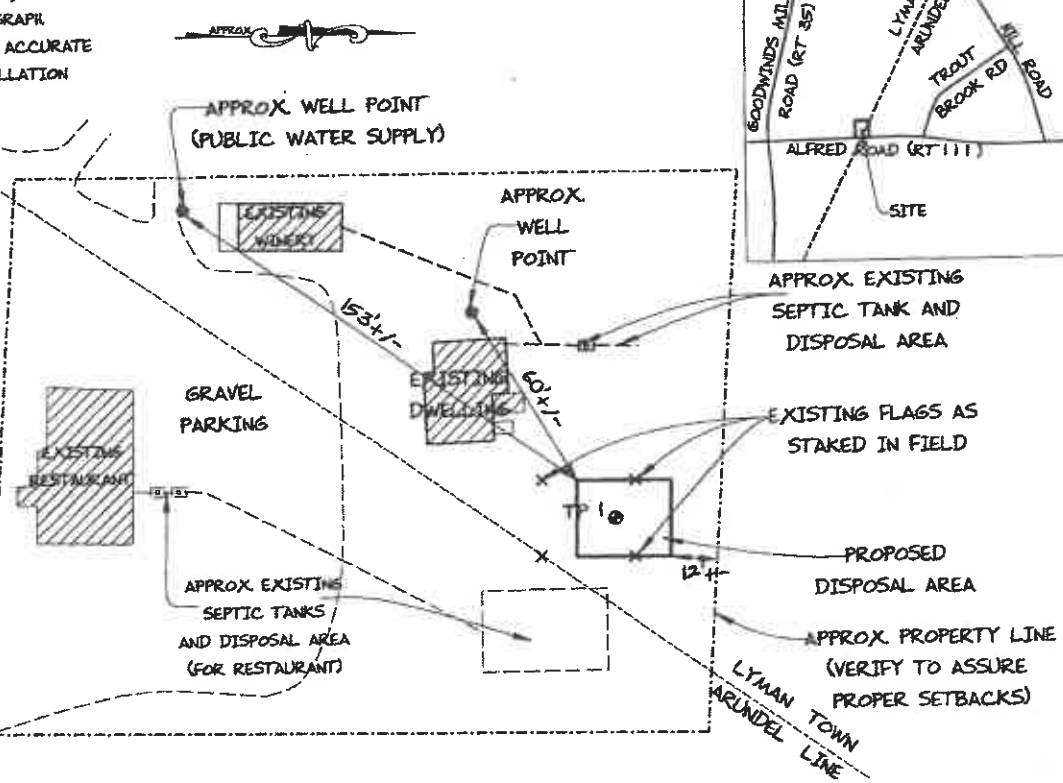 GRAPH
ACCURATE
LLATION
APPROX.
APPROX. WELL POINT
(PUBLIC WATER SUPPLY)
GOODWINDS MIL
ROAD (RT 35)
LYMA
ARUNDEL
TROUT
BROOK RD
HILL ROAD
ALFRED ROAD (RT 111)
SITE
EXISTING
WINERY
APPROX.
WELL
POINT
APPROX. EXISTING
SEPTIC TANK AND
DISPOSAL AREA
153'+/-
60'+/-
EXISTING
DWELLING
GRAVEL
PARKING
EXISTING FLAGS AS
STAKED IN FIELD
EXISTING
RESTAURANT
TP 1
12'+/-
PROPOSED
DISPOSAL AREA
APPROX. EXISTING
SEPTIC TANKS
AND DISPOSAL AREA
(FOR RESTAURANT)
APPROX. PROPERTY LINE
(VERIFY TO ASSURE
PROPER SETBACKS)
LYMAN TOWN
ARUNDEL LINE